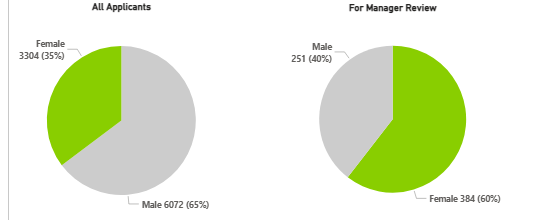 All Applicants
Female
3304 (35%)
Male 6072 (65%)
For Manager Review
Male
251 (40%)
Female 384 (60%)